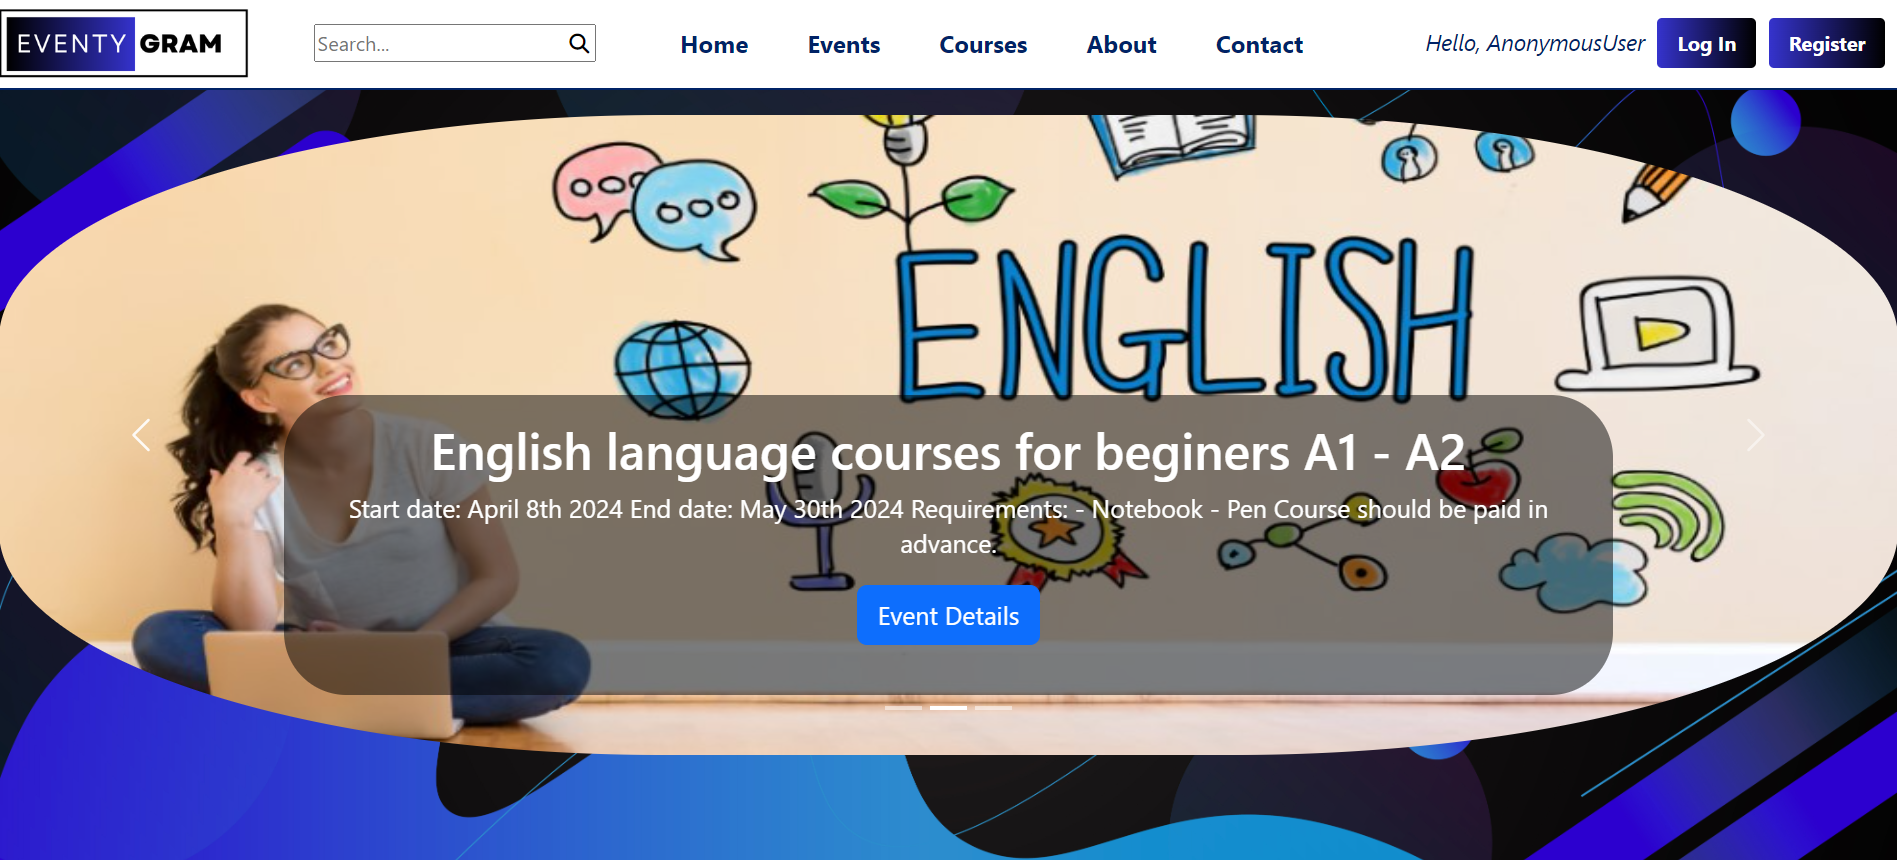 EVENTY GRAM
Search...
Home
Events
Courses
About
Contact
Hello, AnonymousUser
Log In
Register
ENGLISH
English language courses for beginers A1 - A2
Start date: April 8th 2024 End date: May 30th 2024 Requirements: - Notebook - Pen Course should be paid in
advance.
Event Details